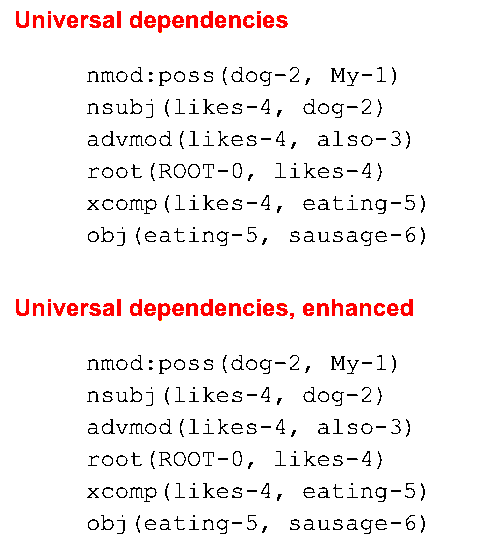 Universal dependencies
nmod:poss(dog-2, My-1)
nsubj(likes-4, dog-2)
advmod(likes-4, also-3)
root(ROOT-0, likes-4)
xcomp(likes-4, eating-5)
obj(eating-5, sausage-6)
Universal dependencies, enhanced
nmod:poss(dog-2, My-1)
nsubj(likes-4, dog-2)
advmod(likes-4, also-3)
root(ROOT-0, likes-4)
xcomp(likes-4, eating-5)
obj(eating-5, sausage-6)